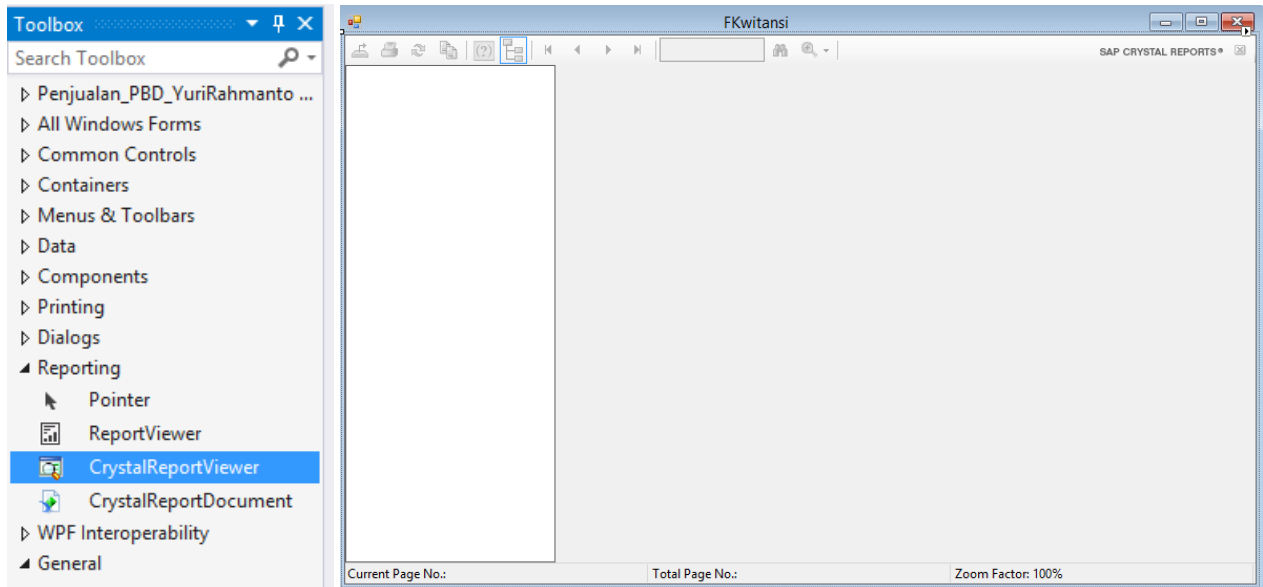 Toolbox
Search Toolbox
Penjualan_PBD_YuriRahmanto ...
All Windows Forms
Common Controls
Containers
Menus & Toolbars
Data
Components
Printing
Dialogs
Reporting
Pointer
ReportViewer
CrystalReportViewer
CrystalReportDocument
WPF Interoperability
General
FKwitansi
SAP CRYSTAL REPORTS®
Current Page No.: Total Page No.: Zoom Factor: 100%